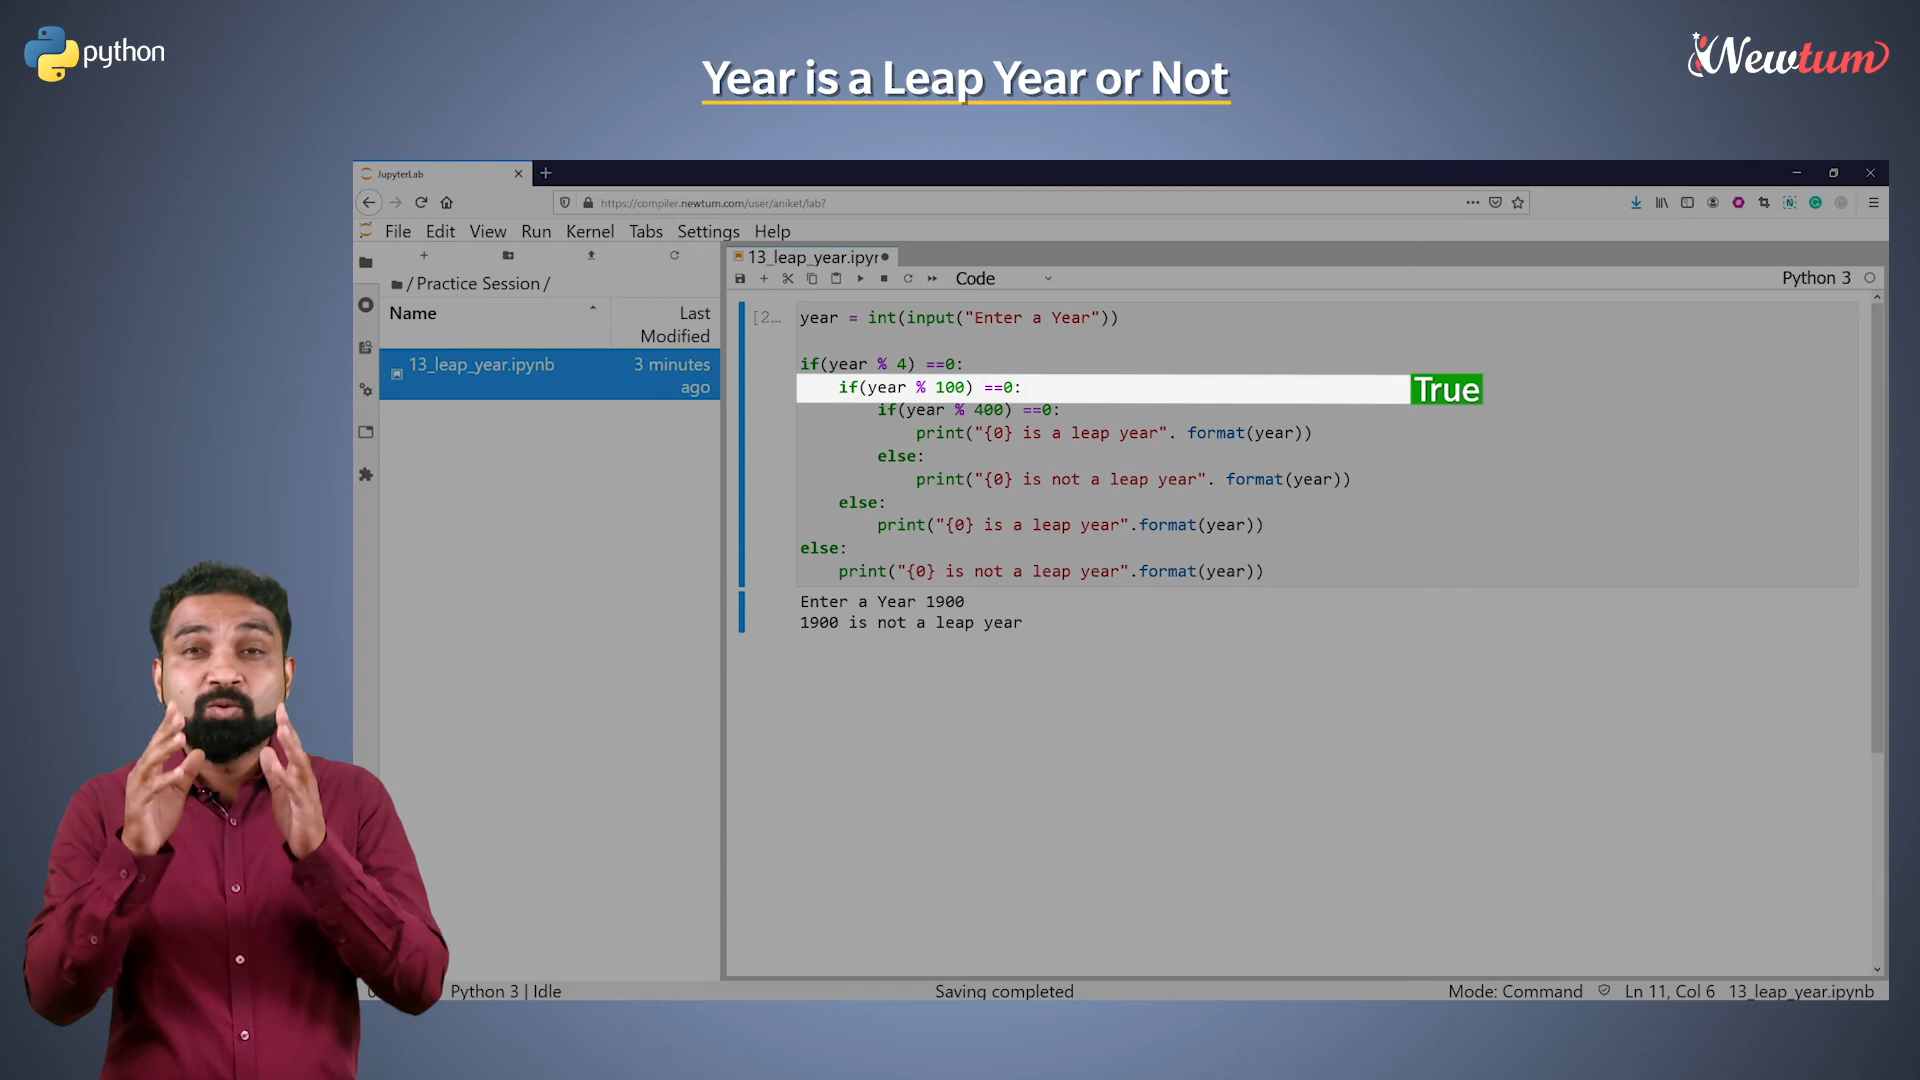 python
Newtum
Year is a Leap Year or Not
JupyterLab
https://compiler.newtum.com/user/aniket/lab?
File Edit View Run Kernel Tabs Settings Help
13_leap_year.ipyr
/ Practice Session /
Code
Python 3
Name
Last Modified
13_leap_year.ipynb
3 minutes ago
[2...
year = int(input("Enter a Year"))
if(year % 4) ==0:
if(year % 100) ==0:
True
if(year % 400) ==0:
print("{0} is a leap year". format(year))
else:
print("{0} is not a leap year". format(year))
else:
print("{0} is a leap year".format(year))
else:
print("{0} is not a leap year".format(year))
Enter a Year 1900
1900 is not a leap year
Python 3 | Idle
Saving completed
Mode: Command
Ln 11, Col 6
13_leap_year.ipynb